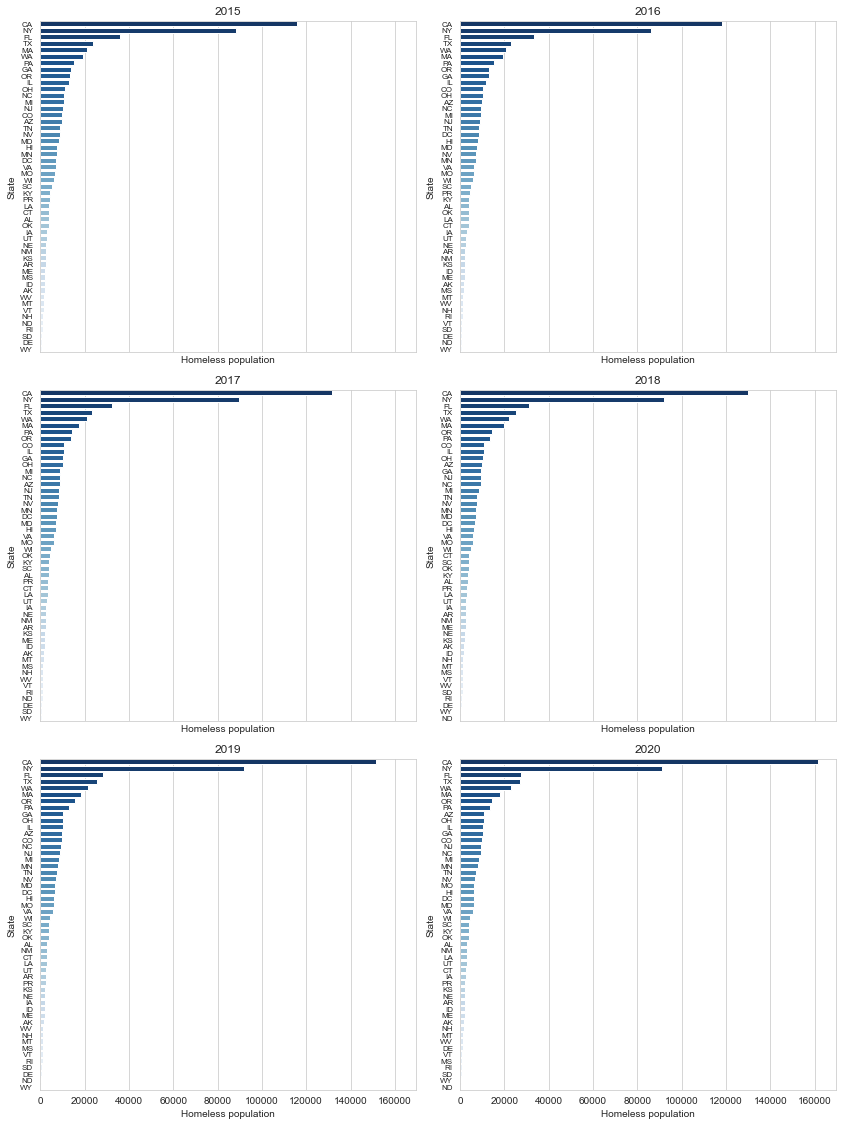 2015
CA
NY
FL
TX
MA
WA
PA
GA
OR
IL
OH
NC
MI
NJ
CO
AZ
TN
NV
MD
HI
MN
DC
VA
MO
WI
SC
KY
PR
LA
CT
AL
OK
IA
UT
NE
NM
KS
AR
ME
MS
ID
AK
WV
MT
VT
NH
ND
RI
SD
DE
WY
State
Homeless population
2016
CA
NY
FL
TX
WA
MA
PA
OR
GA
IL
CO
OH
AZ
NC
MI
NJ
TN
DC
HI
MD
NV
MN
VA
MO
WI
SC
PR
KY
AL
OK
LA
CT
IA
UT
NE
AR
NM
KS
ID
ME
AK
MS
MT
WV
NH
RI
VT
SD
DE
ND
WY
State
Homeless population
2017
CA
NY
FL
TX
WA
MA
PA
OR
CO
IL
GA
OH
MI
NC
AZ
NJ
TN
NV
MN
DC
MD
HI
VA
MO
WI
OK
KY
SC
AL
PR
CT
LA
UT
IA
NE
NM
AR
KS
ME
ID
AK
MT
MS
NH
WV
VT
RI
ND
DE
SD
WY
State
Homeless population
2018
CA
NY
FL
TX
WA
MA
OR
PA
CO
IL
OH
AZ
GA
NJ
NC
MI
TN
NV
MN
MD
DC
HI
VA
MO
WI
CT
SC
OK
KY
AL
PR
LA
UT
IA
AR
NM
ME
NE
KS
AK
ID
NH
MT
MS
VT
WV
SD
RI
DE
WY
ND
State
Homeless population
2019
CA
NY
FL
TX
WA
MA
OR
PA
GA
OH
IL
AZ
CO
NC
NJ
MI
MN
TN
NV
MD
DC
HI
MO
VA
WI
SC
KY
OK
AL
NM
CT
LA
UT
AR
PR
KS
NE
IA
ID
ME
AK
WV
NH
MT
MS
VT
RI
SD
DE
ND
WY
State
0 20000 40000 60000 80000 100000 120000 140000 160000
Homeless population
2020
CA
NY
FL
TX
WA
MA
OR
PA
AZ
OH
IL
GA
CO
NJ
NC
MI
MN
TN
NV
MO
HI
DC
MD
VA
WI
SC
KY
OK
AL
NM
LA
UT
CT
IA
PR
KS
NE
AR
ID
ME
AK
NH
MT
WV
DE
VT
MS
RI
SD
WY
ND
State
0 20000 40000 60000 80000 100000 120000 140000 160000
Homeless population